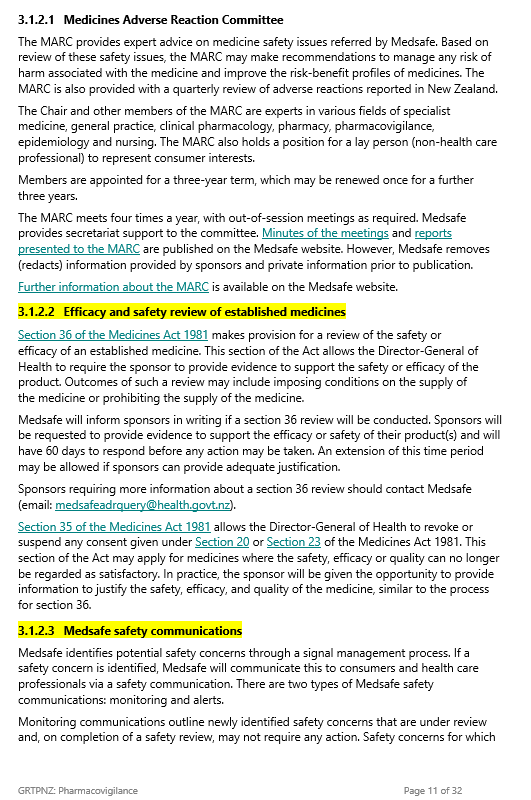 3.1.2.1 Medicines Adverse Reaction Committee
The MARC provides expert advice on medicine safety issues referred by Medsafe. Based on
review of these safety issues, the MARC may make recommendations to manage any risk of
harm associated with the medicine and improve the risk-benefit profiles of medicines. The
MARC is also provided with a quarterly review of adverse reactions reported in New Zealand.
The Chair and other members of the MARC are experts in various fields of specialist
medicine, general practice, clinical pharmacology, pharmacy, pharmacovigilance,
epidemiology and nursing. The MARC also holds a position for a lay person (non-health care
professional) to represent consumer interests.
Members are appointed for a three-year term, which may be renewed once for a further
three years.
The MARC meets four times a year, with out-of-session meetings as required. Medsafe
provides secretariat support to the committee. Minutes of the meetings and reports
presented to the MARC are published on the Medsafe website. However, Medsafe removes
(redacts) information provided by sponsors and private information prior to publication.
Further information about the MARC is available on the Medsafe website.
3.1.2.2 Efficacy and safety review of established medicines
Section 36 of the Medicines Act 1981 makes provision for a review of the safety or
efficacy of an established medicine. This section of the Act allows the Director-General of
Health to require the sponsor to provide evidence to support the safety or efficacy of the
product. Outcomes of such a review may include imposing conditions on the supply of
the medicine or prohibiting the supply of the medicine.
Medsafe will inform sponsors in writing if a section 36 review will be conducted. Sponsors will
be requested to provide evidence to support the efficacy or safety of their product(s) and will
have 60 days to respond before any action may be taken. An extension of this time period
may be allowed if sponsors can provide adequate justification.
Sponsors requiring more information about a section 36 review should contact Medsafe
(email: medsafeadrquery@health.govt.nz).
Section 35 of the Medicines Act 1981 allows the Director-General of Health to revoke or
suspend any consent given under Section 20 or Section 23 of the Medicines Act 1981. This
section of the Act may apply for medicines where the safety, efficacy or quality can no longer
be regarded as satisfactory. In practice, the sponsor will be given the opportunity to provide
information to justify the safety, efficacy, and quality of the medicine, similar to the process
for section 36.
3.1.2.3 Medsafe safety communications
Medsafe identifies potential safety concerns through a signal management process. If a
safety concern is identified, Medsafe will communicate this to consumers and health care
professionals via a safety communication. There are two types of Medsafe safety
communications: monitoring and alerts.
Monitoring communications outline newly identified safety concerns that are under review
and, on completion of a safety review, may not require any action. Safety concerns for which
GRTPNZ: Pharmacovigilance Page 11 of 32